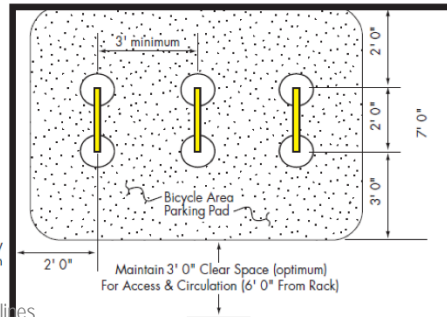 3' minimum
2' 0"
2' 0"
7' 0"
3' 0"
Bicycle Area
Parking Pad
2' 0"
Maintain 3' 0" Clear Space (optimum)
For Access & Circulation (6' 0" From Rack)